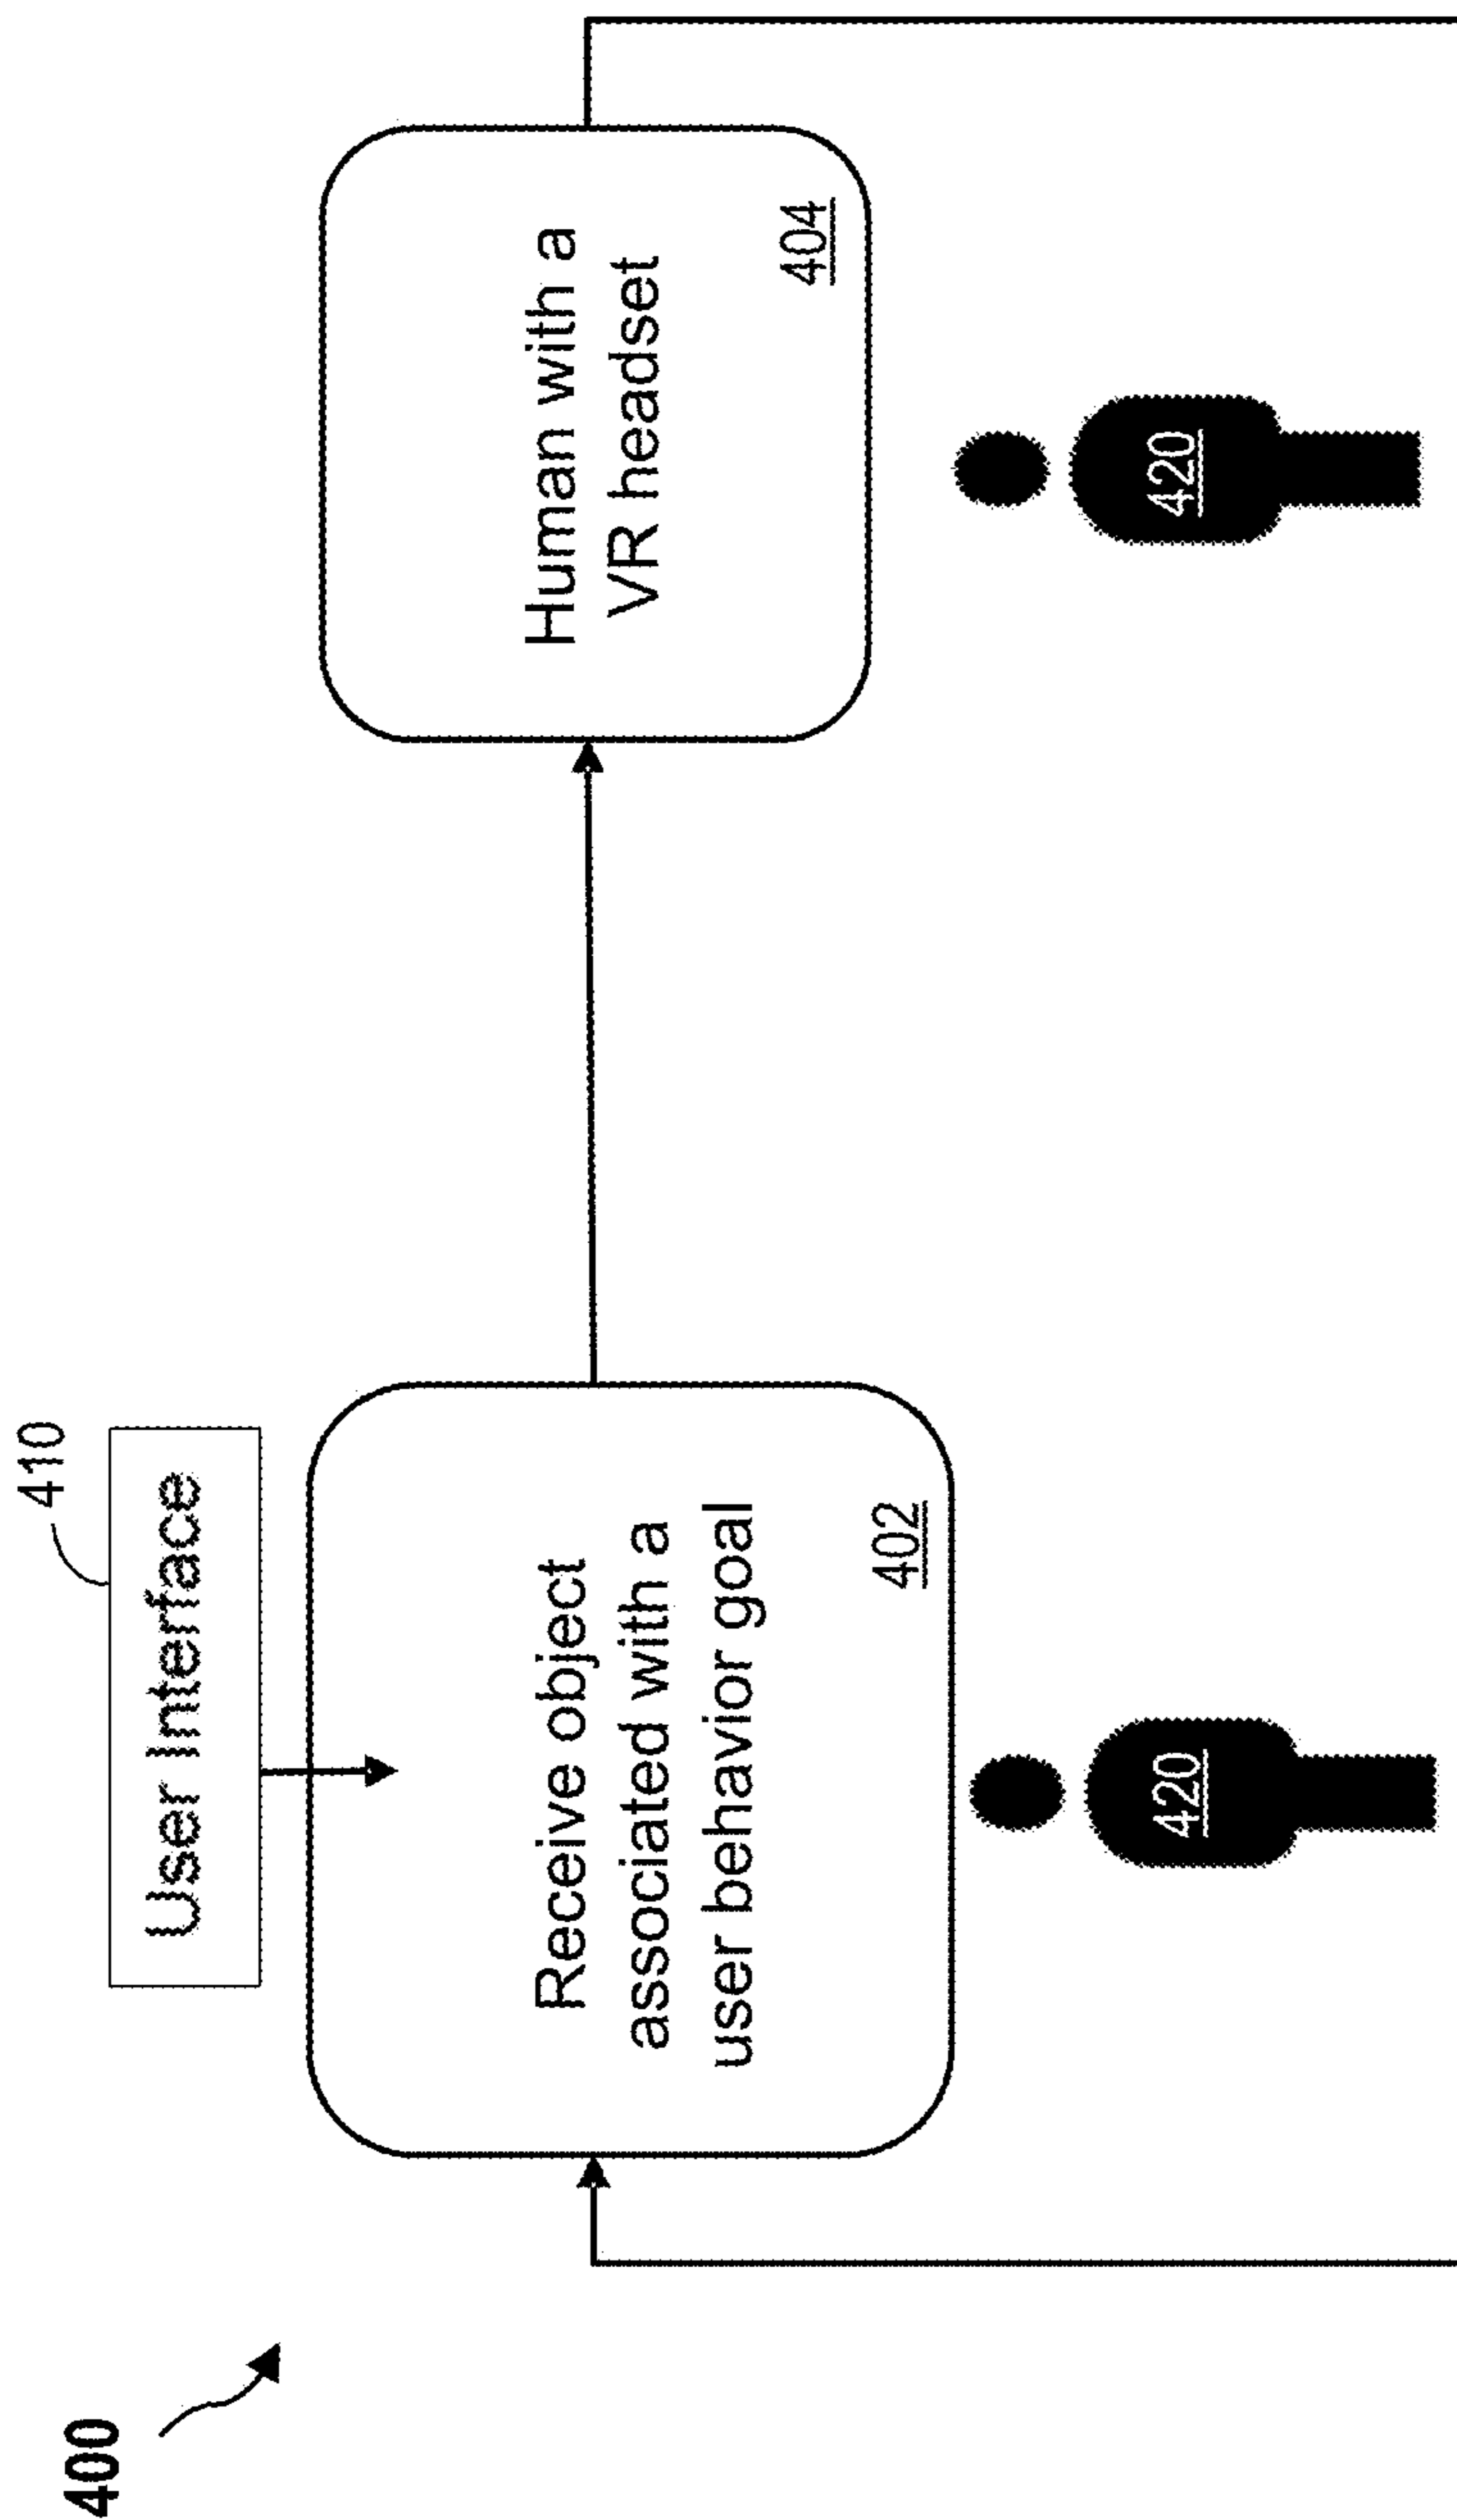 400
410
User Interface
Receive object
associated with a
user behavior goal
402
Human with a
VR headset
404
420
420